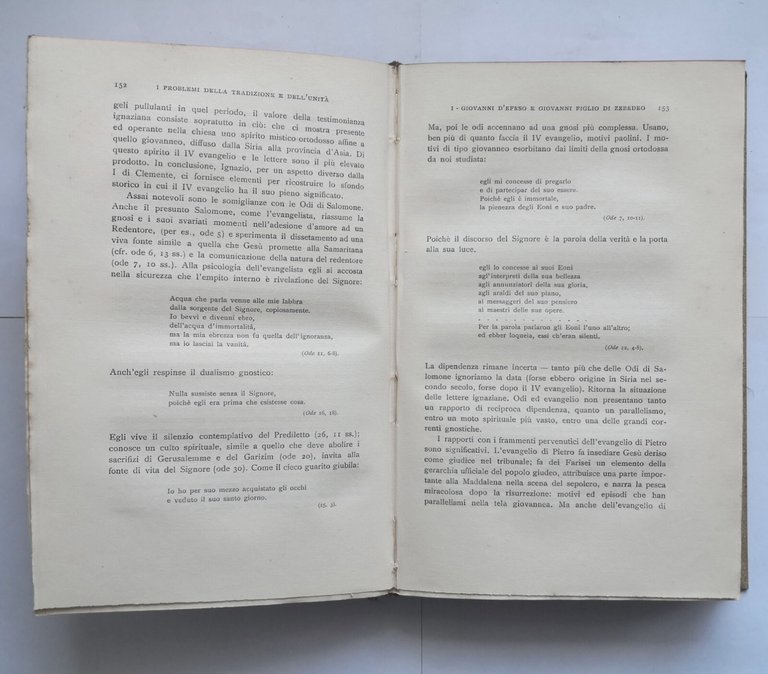 152 I PROBLEMI DELLA TRADIZIONE E DELL'UNITÀ
geli pullulanti in quel periodo, il valore della testimonianza
ignaziana consiste sopratutto in ciò: che ci mostra presente
ed operante nella chiesa uno spirito mistico-ortodosso affine a
quello giovanneo, diffuso dalla Siria alla provincia d'Asia. Di
questo spirito il IV evangelio e le lettere sono il più elevato
prodotto. In conclusione, Ignazio, per un aspetto diverso dalla
I di Clemente, ci fornisce elementi per ricostruire lo sfondo
storico in cui il IV evangelio ha il suo pieno significato.
Assai notevoli sono le somiglianze con le Odi di Salomone.
Anche il presunto Salomone, come l'evangelista, riassume la
gnosi e i suoi svariati momenti nell'adesione d'amore ad un
Redentore, (per es., ode 5) e sperimenta il dissetamento ad una
viva fonte simile a quella che Gesù promette alla Samaritana
(cfr. ode 6, 13 ss.) e la comunicazione della natura del redentore
(ode 7, 10 ss.). Alla psicologia dell'evangelista egli si accosta
nella sicurezza che l'empito interno è rivelazione del Signore:
Acqua che parla venne alle mie labbra
dalla sorgente del Signore, copiosamente.
Io bevvi e divenni ebro,
dell'acqua d'immortalità,
ma la mia ebrezza non fu quella dell'ignoranza,
ma io lasciai la vanità.
(Ode 11, 6-8).
Anch'egli respinse il dualismo gnostico:
Nulla sussiste senza il Signore,
poichè egli era prima che esistesse cosa.
(Ode 16, 18).
Egli vive il silenzio contemplativo del Prediletto (26, 11 ss.);
conosce un culto spirituale, simile a quello che deve abolire i
sacrifizi di Gerusalemme e del Garizim (ode 20), invita alla
fonte di vita del Signore (ode 30). Come il cieco guarito giubila:
Io ho per suo mezzo acquistato gli occhi
e veduto il suo santo giorno.
(15, 3).
I - GIOVANNI D'EFESO E GIOVANNI FIGLIO DI ZEBEDEO 153
Ma, poi le odi accennano ad una gnosi più complessa. Usano,
ben più di quanto faccia il IV evangelio, motivi paolini. I mo-
tivi di tipo giovanneo esorbitano dai limiti della gnosi ortodossa
da noi studiata:
egli mi concesse di pregarlo
e di partecipar del suo essere.
Poichè egli è immortale,
la pienezza degli Eoni e suo padre.
(Ode 7, 10-11).
Poichè il discorso del Signore è la parola della verità e la porta
alla sua luce.
egli lo concesse ai suoi Eoni
agl'interpreti della sua bellezza
agli annunziatori della sua gloria,
agli araldi del suo piano,
ai messaggeri del suo pensiero
ai maestri delle sue opere.
. . . . . . . . . . . . . .
Per la parola parlaron gli Eoni l'uno all'altro;
ed ebber loquela, essi ch'eran silenti.
(Ode 12, 4-8).
La dipendenza rimane incerta — tanto più che delle Odi di Sa-
lomone ignoriamo la data (forse ebbero origine in Siria nel
secondo secolo, forse dopo il IV evangelio). Ritorna la situazione
delle lettere ignaziane. Odi ed evangelio non presentano tanto
un rapporto di reciproca dipendenza, quanto un parallelismo,
entro un moto spirituale più vasto, entro una delle grandi cor-
renti gnostiche.
I rapporti con i frammenti pervenutici dell'evangelio di Pietro
sono significativi. L'evangelio di Pietro fa insediare Gesù deriso
come giudice nel tribunale; fa dei Farisei un elemento della
gerarchia ufficiale del popolo giudeo, attribuisce una parte impor-
tante alla Maddalena nella scena del sepolcro, e narra la pesca
miracolosa dopo la risurrezione: motivi ed episodi che han
parallelismi nella tela giovannea. Ma anche dell'evangelio di